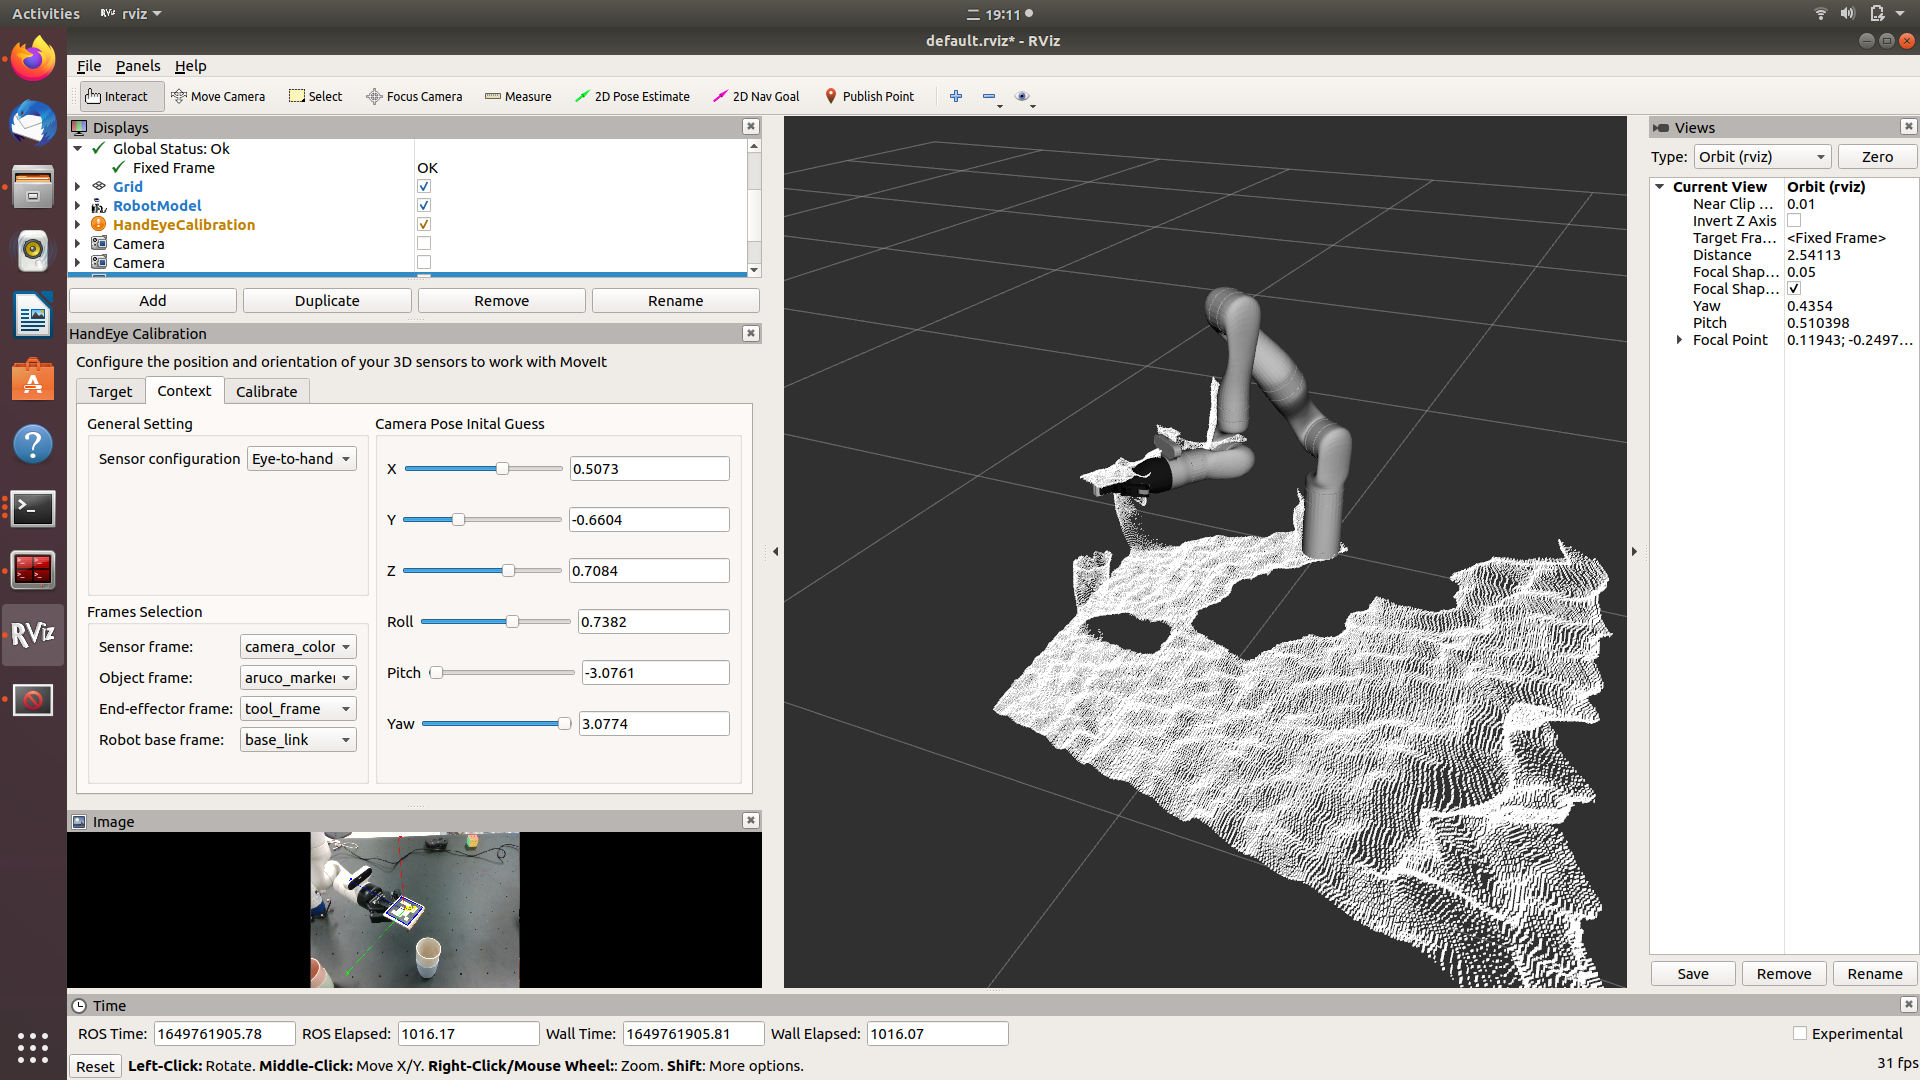 Activities
RViz rviz
二 19:11
default.rviz* - RViz
File Panels Help
Interact Move Camera Select Focus Camera Measure 2D Pose Estimate 2D Nav Goal Publish Point
Displays
Global Status: Ok
Fixed Frame OK
Grid
RobotModel
HandEyeCalibration
Camera
Camera
Add Duplicate Remove Rename
HandEye Calibration
Configure the position and orientation of your 3D sensors to work with MoveIt
Target Context Calibrate
General Setting
Sensor configuration Eye-to-hand
Frames Selection
Sensor frame: camera_color
Object frame: aruco_marker
End-effector frame: tool_frame
Robot base frame: base_link
Camera Pose Inital Guess
X 0.5073
Y -0.6604
Z 0.7084
Roll 0.7382
Pitch -3.0761
Yaw 3.0774
Image
RViz
Views
Type: Orbit (rviz) Zero
Current View Orbit (rviz)
Near Clip ... 0.01
Invert Z Axis
Target Fra... <Fixed Frame>
Distance 2.54113
Focal Shap... 0.05
Focal Shap...
Yaw 0.4354
Pitch 0.510398
Focal Point 0.11943; -0.2497...
Save Remove Rename
Time
ROS Time: 1649761905.78 ROS Elapsed: 1016.17 Wall Time: 1649761905.81 Wall Elapsed: 1016.07
Experimental
Reset Left-Click: Rotate. Middle-Click: Move X/Y. Right-Click/Mouse Wheel:: Zoom. Shift: More options.
31 fps